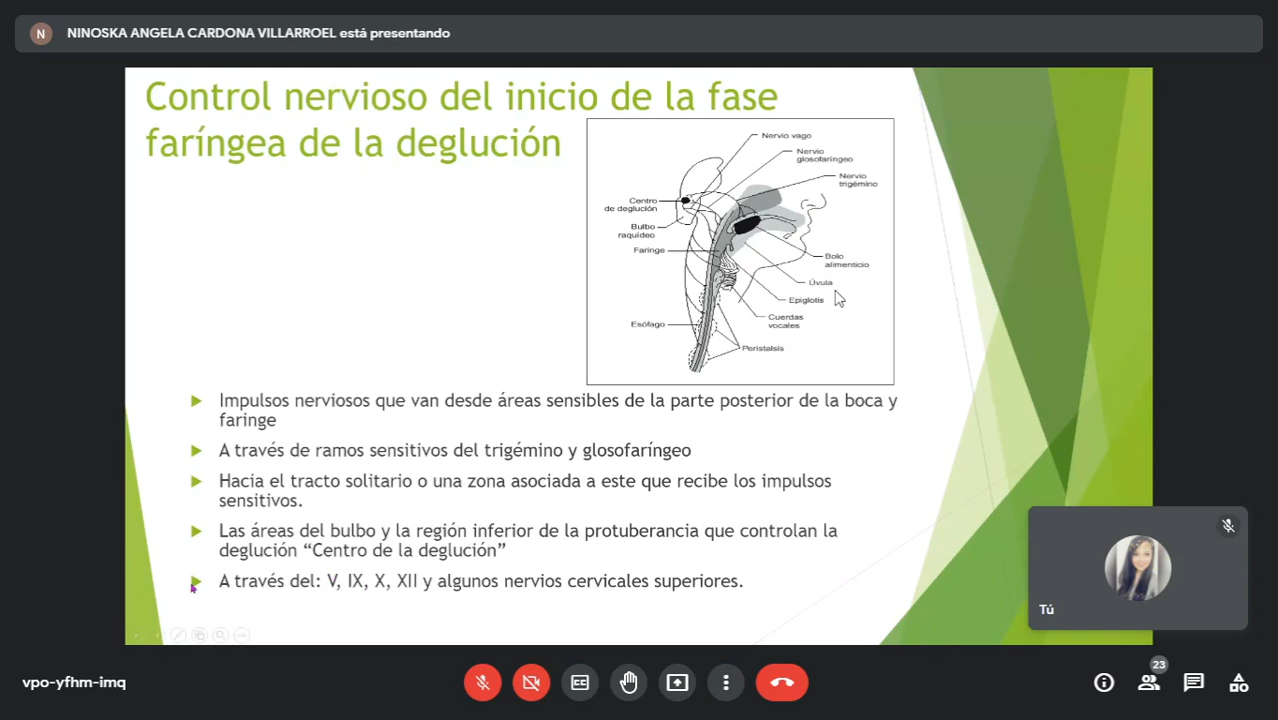 N NINOSKA ANGELA CARDONA VILLARROEL está presentando
Control nervioso del inicio de la fase
faríngea de la deglución
Nervio vago
Nervio
glosofaríngeo
Nervio
trigémino
Centro
de deglución
Bulbo
raquídeo
Faringe
Bolo
alimenticio
Úvula
Epiglotis
Cuerdas
vocales
Esófago
Peristalsis
Impulsos nerviosos que van desde áreas sensibles de la parte posterior de la boca y
faringe
A través de ramos sensitivos del trigémino y glosofaríngeo
Hacia el tracto solitario o una zona asociada a este que recibe los impulsos
sensitivos.
Las áreas del bulbo y la región inferior de la protuberancia que controlan la
deglución “Centro de la deglución”
A través del: V, IX, X, XII y algunos nervios cervicales superiores.
Tú
vpo-yfhm-imq
CC
23